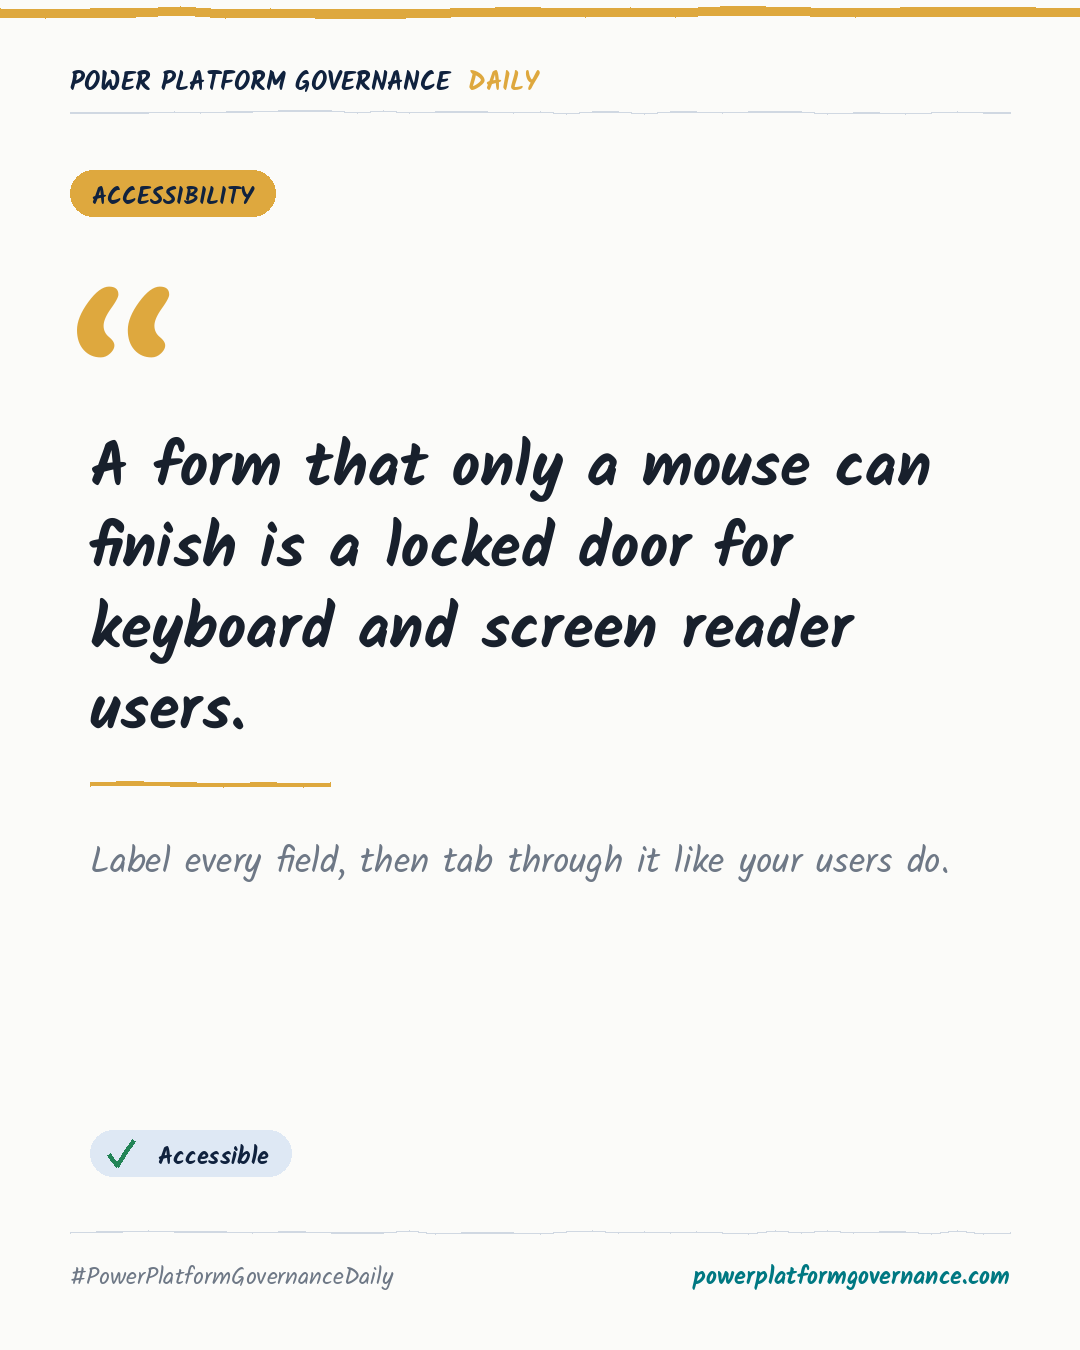 POWER PLATFORM GOVERNANCE DAILY
ACCESSIBILITY
“
A form that only a mouse can
finish is a locked door for
keyboard and screen reader
users.
Label every field, then tab through it like your users do.
✓ Accessible
#PowerPlatformGovernanceDaily
powerplatformgovernance.com